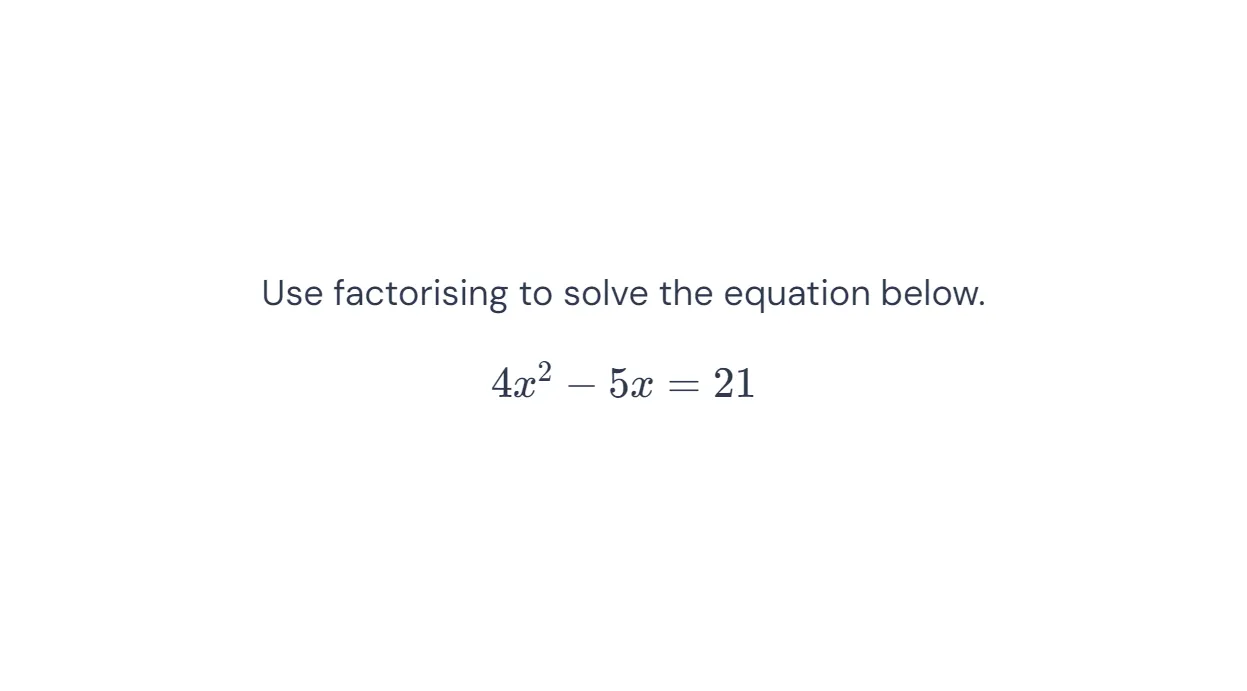 Use factorising to solve the equation below.
4x² − 5x = 21